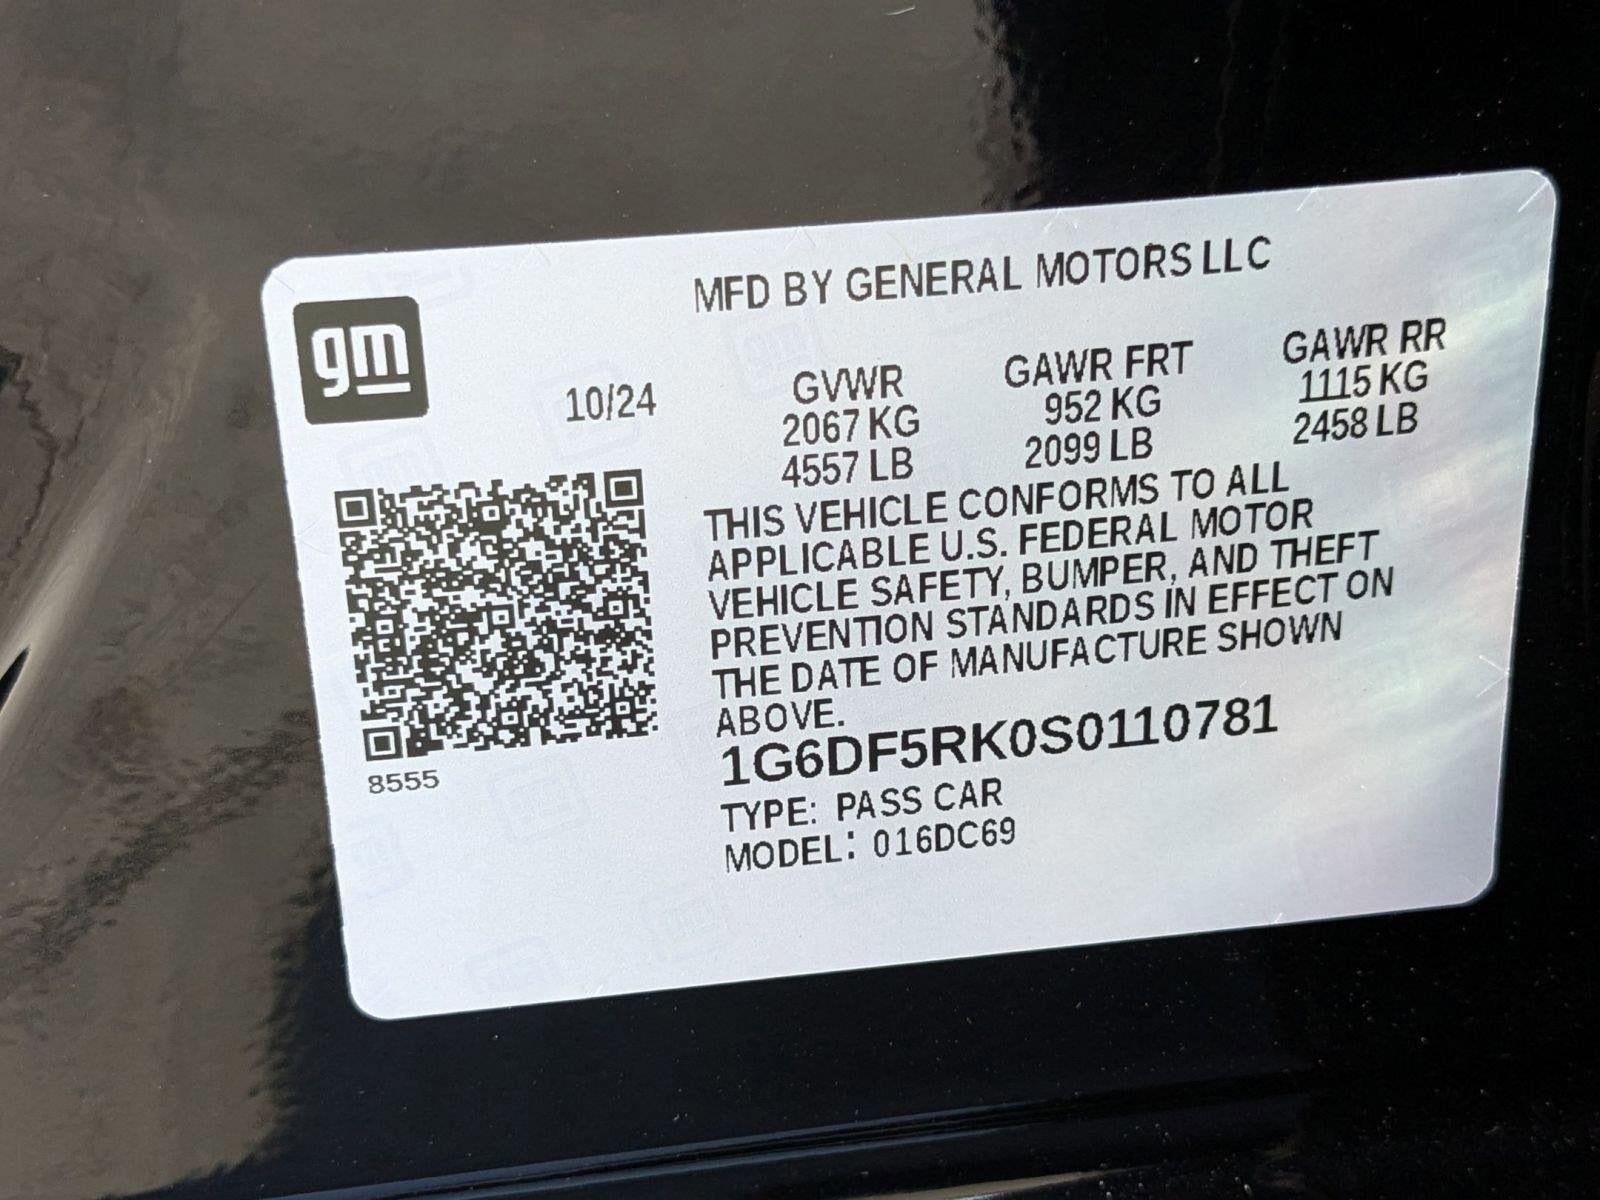 MFD BY GENERAL MOTORS LLC
gm
10/24
GVWR
2067 KG
4557 LB
GAWR FRT
952 KG
2099 LB
GAWR RR
1115 KG
2458 LB
THIS VEHICLE CONFORMS TO ALL
APPLICABLE U.S. FEDERAL MOTOR
VEHICLE SAFETY, BUMPER, AND THEFT
PREVENTION STANDARDS IN EFFECT ON
THE DATE OF MANUFACTURE SHOWN
ABOVE.
1G6DF5RK0S0110781
TYPE: PASS CAR
MODEL: 016DC69
8555